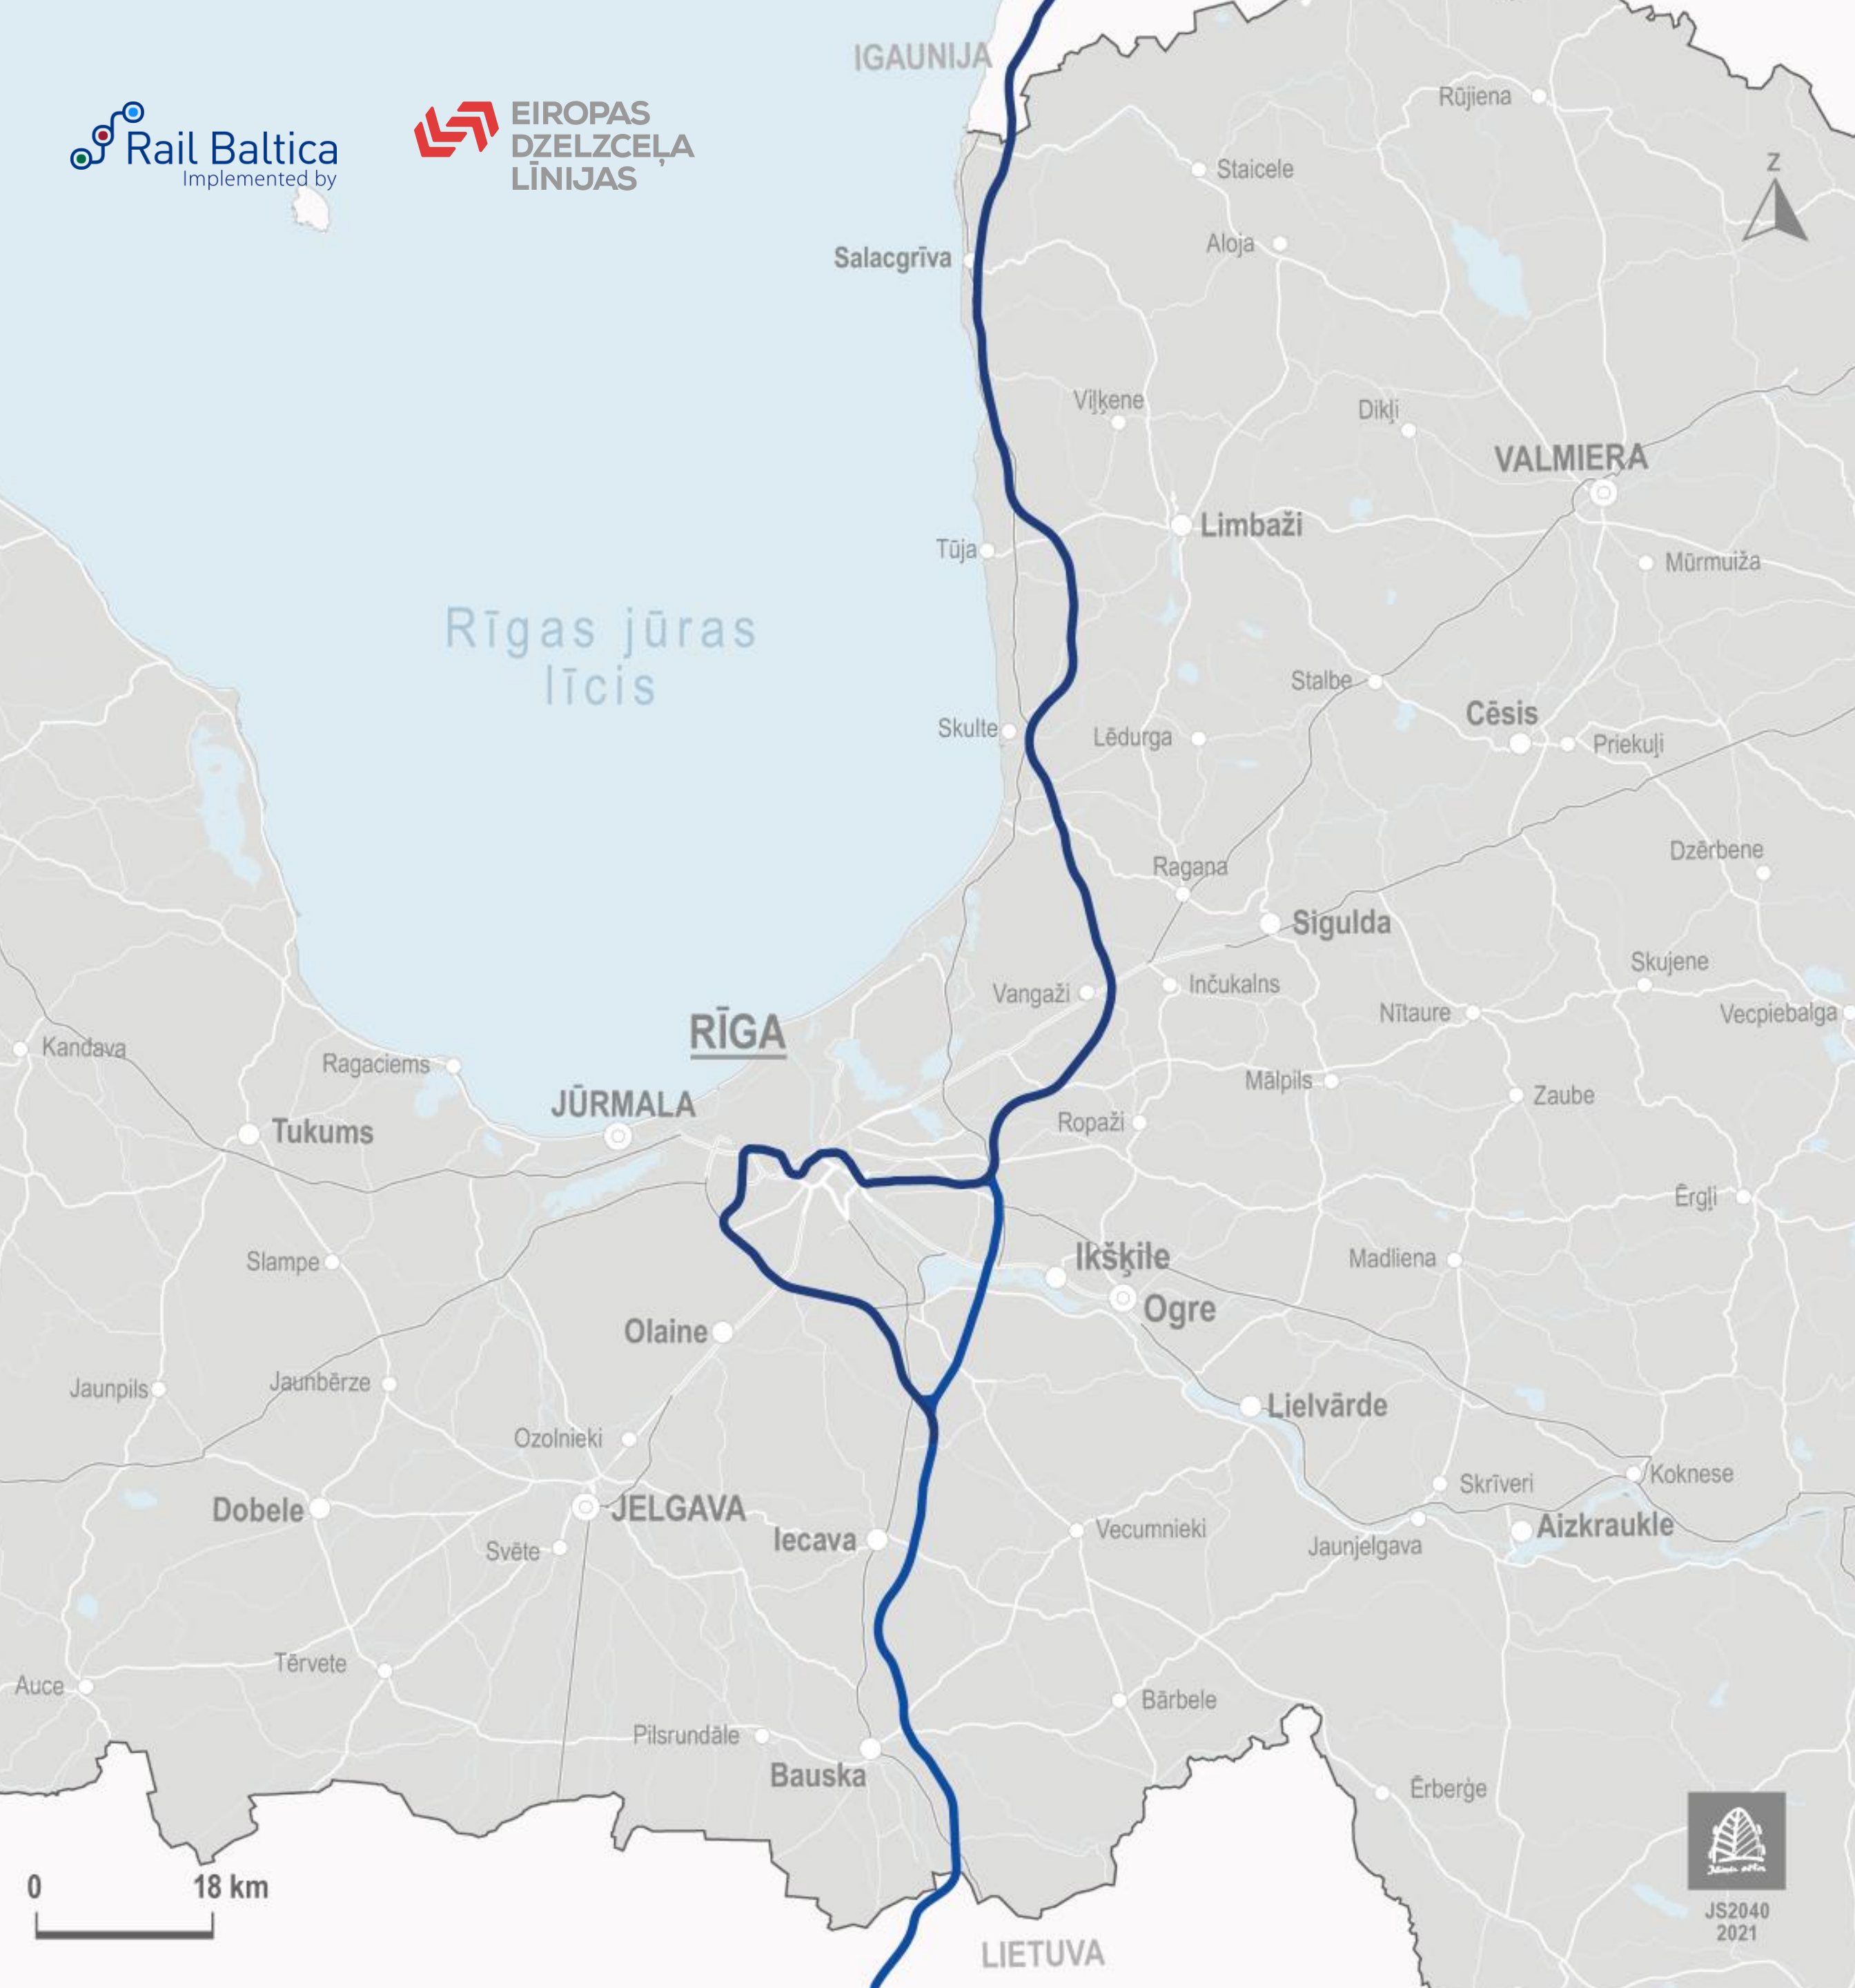 IGAUNIJA
Rail Baltica
Implemented by
EIROPAS
DZELZCEĻA
LĪNIJAS
Rūjiena
Z
Staicele
Aloja
Salacgrīva
Viļķene
Dikļi
VALMIERA
Limbaži
Tūja
Mūrmuiža
Rīgas jūras
līcis
Stalbe
Cēsis
Skulte
Lēdurga
Priekuļi
Dzērbene
Ragana
Sigulda
Skujene
Vangaži
Inčukalns
Nītaure
Vecpiebalga
RĪGA
Kandava
Ragaciems
Mālpils
Zaube
JŪRMALA
Tukums
Ropaži
Ērgļi
Slampe
Ikšķile
Madliena
Ogre
Olaine
Jaunpils
Jaunbērze
Lielvārde
Ozolnieki
Koknese
Skrīveri
Dobele
JELGAVA
Iecava
Vecumnieki
Aizkraukle
Svēte
Jaunjelgava
Tērvete
Auce
Bārbele
Pilsrundāle
Bauska
Ērberģe
0 18 km
JS2040
2021
LIETUVA